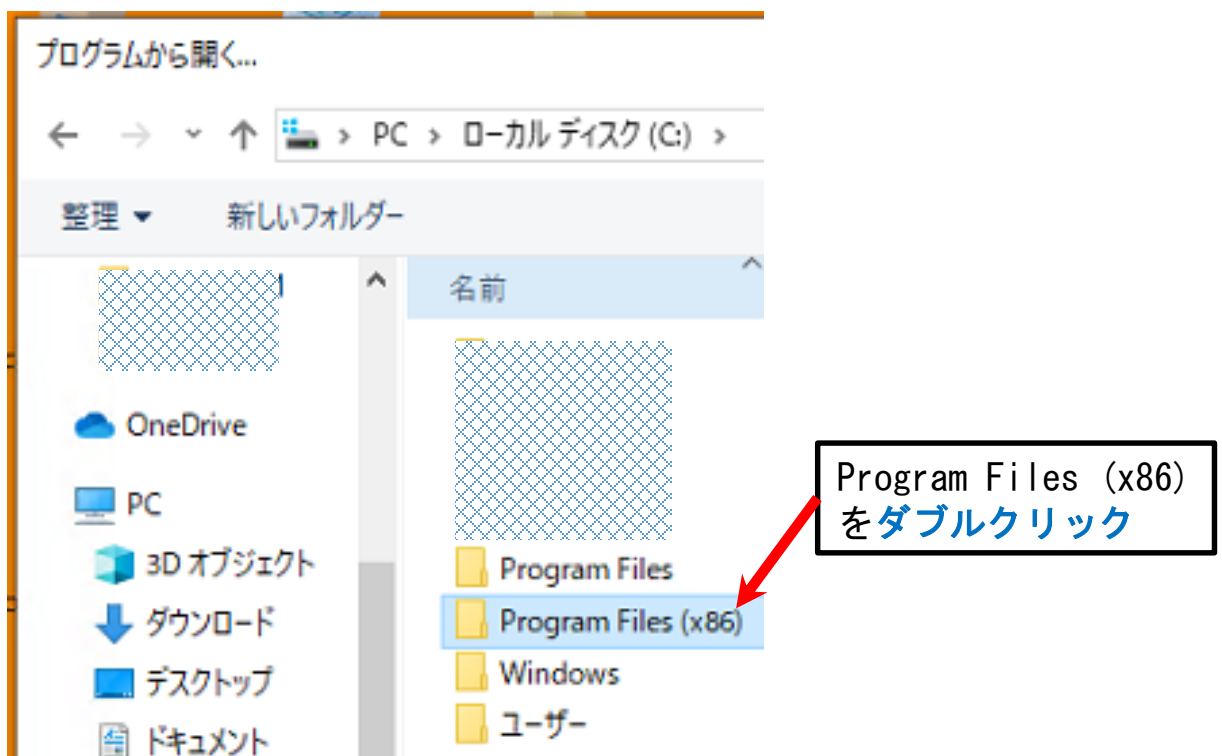 プログラムから開く...
PC > ローカル ディスク (C:) >
整理 新しいフォルダー
名前
OneDrive
PC
3D オブジェクト
ダウンロード
デスクトップ
ドキュメント
Program Files
Program Files (x86)
Windows
ユーザー
Program Files (x86)
をダブルクリック